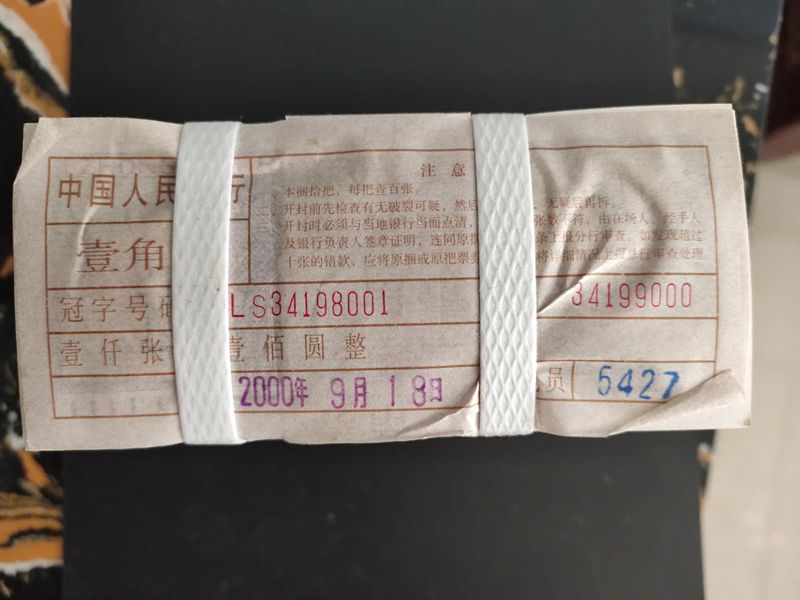 中国人民 行
壹角
注意
本捆拾把，每把壹百张
开封前先检查有无破裂可疑，然后 无疑后再拆。
开封时必须与当地银行当面点清， 张数不符，由在场人、经手人
及银行负责人签章证明，连同原捆 条上报分行审查。如发现超过
十张的错款，应将原捆或原把票 将详细情况上报总行审查处理
冠字号码 LS34198001 34199000
壹仟张 壹佰圆整
2000年 9月 18日 员 5427